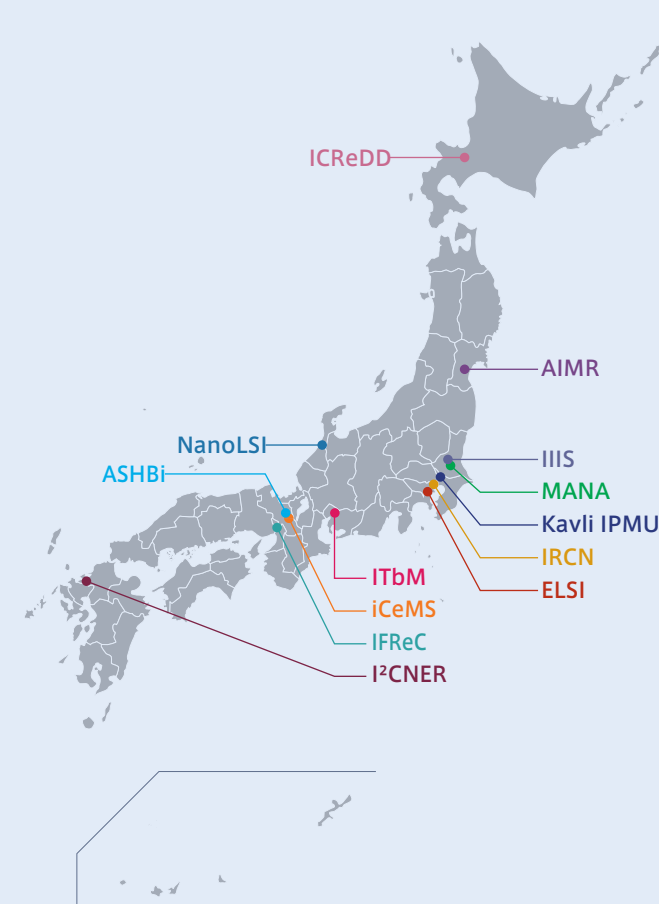 ICReDD
AIMR
NanoLSI
ASHBi
IIIS
MANA
Kavli IPMU
IRCN
ELSI
ITbM
iCeMS
IFReC
I²CNER